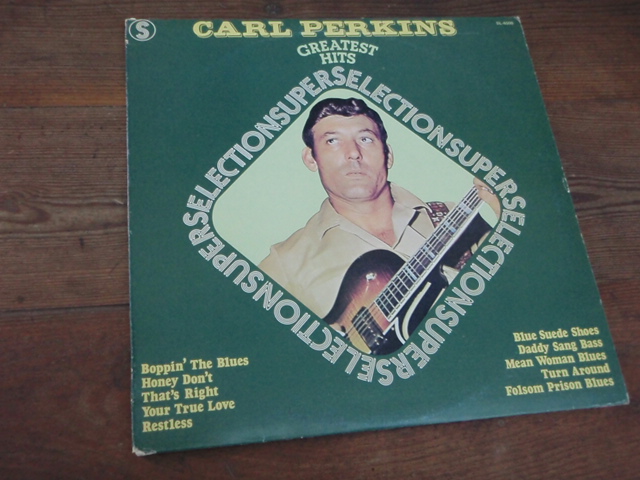 S
CARL PERKINS
GREATEST
HITS
SUPERSELECTIONSUPERSELECTIONSUPERSELECTIONSUPERSELECTION
Boppin' The Blues
Honey Don't
That's Right
Your True Love
Restless
Blue Suede Shoes
Daddy Sang Bass
Mean Woman Blues
Turn Around
Folsom Prison Blues